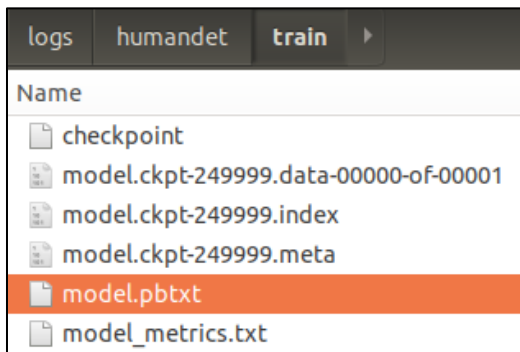 logs humandet train
Name
checkpoint
model.ckpt-249999.data-00000-of-00001
model.ckpt-249999.index
model.ckpt-249999.meta
model.pbtxt
model_metrics.txt